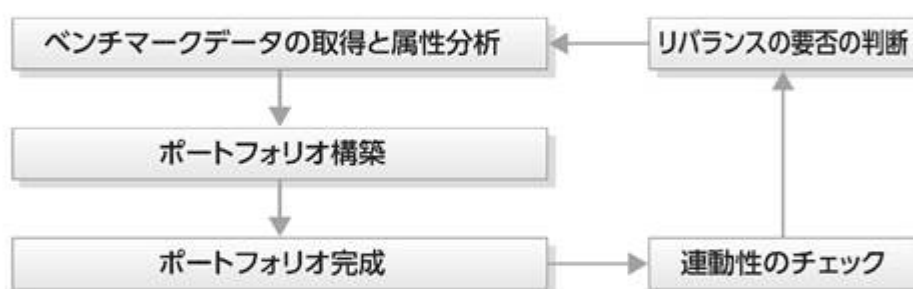 ベンチマークデータの取得と属性分析
リバランスの要否の判断
ポートフォリオ構築
ポートフォリオ完成
連動性のチェック